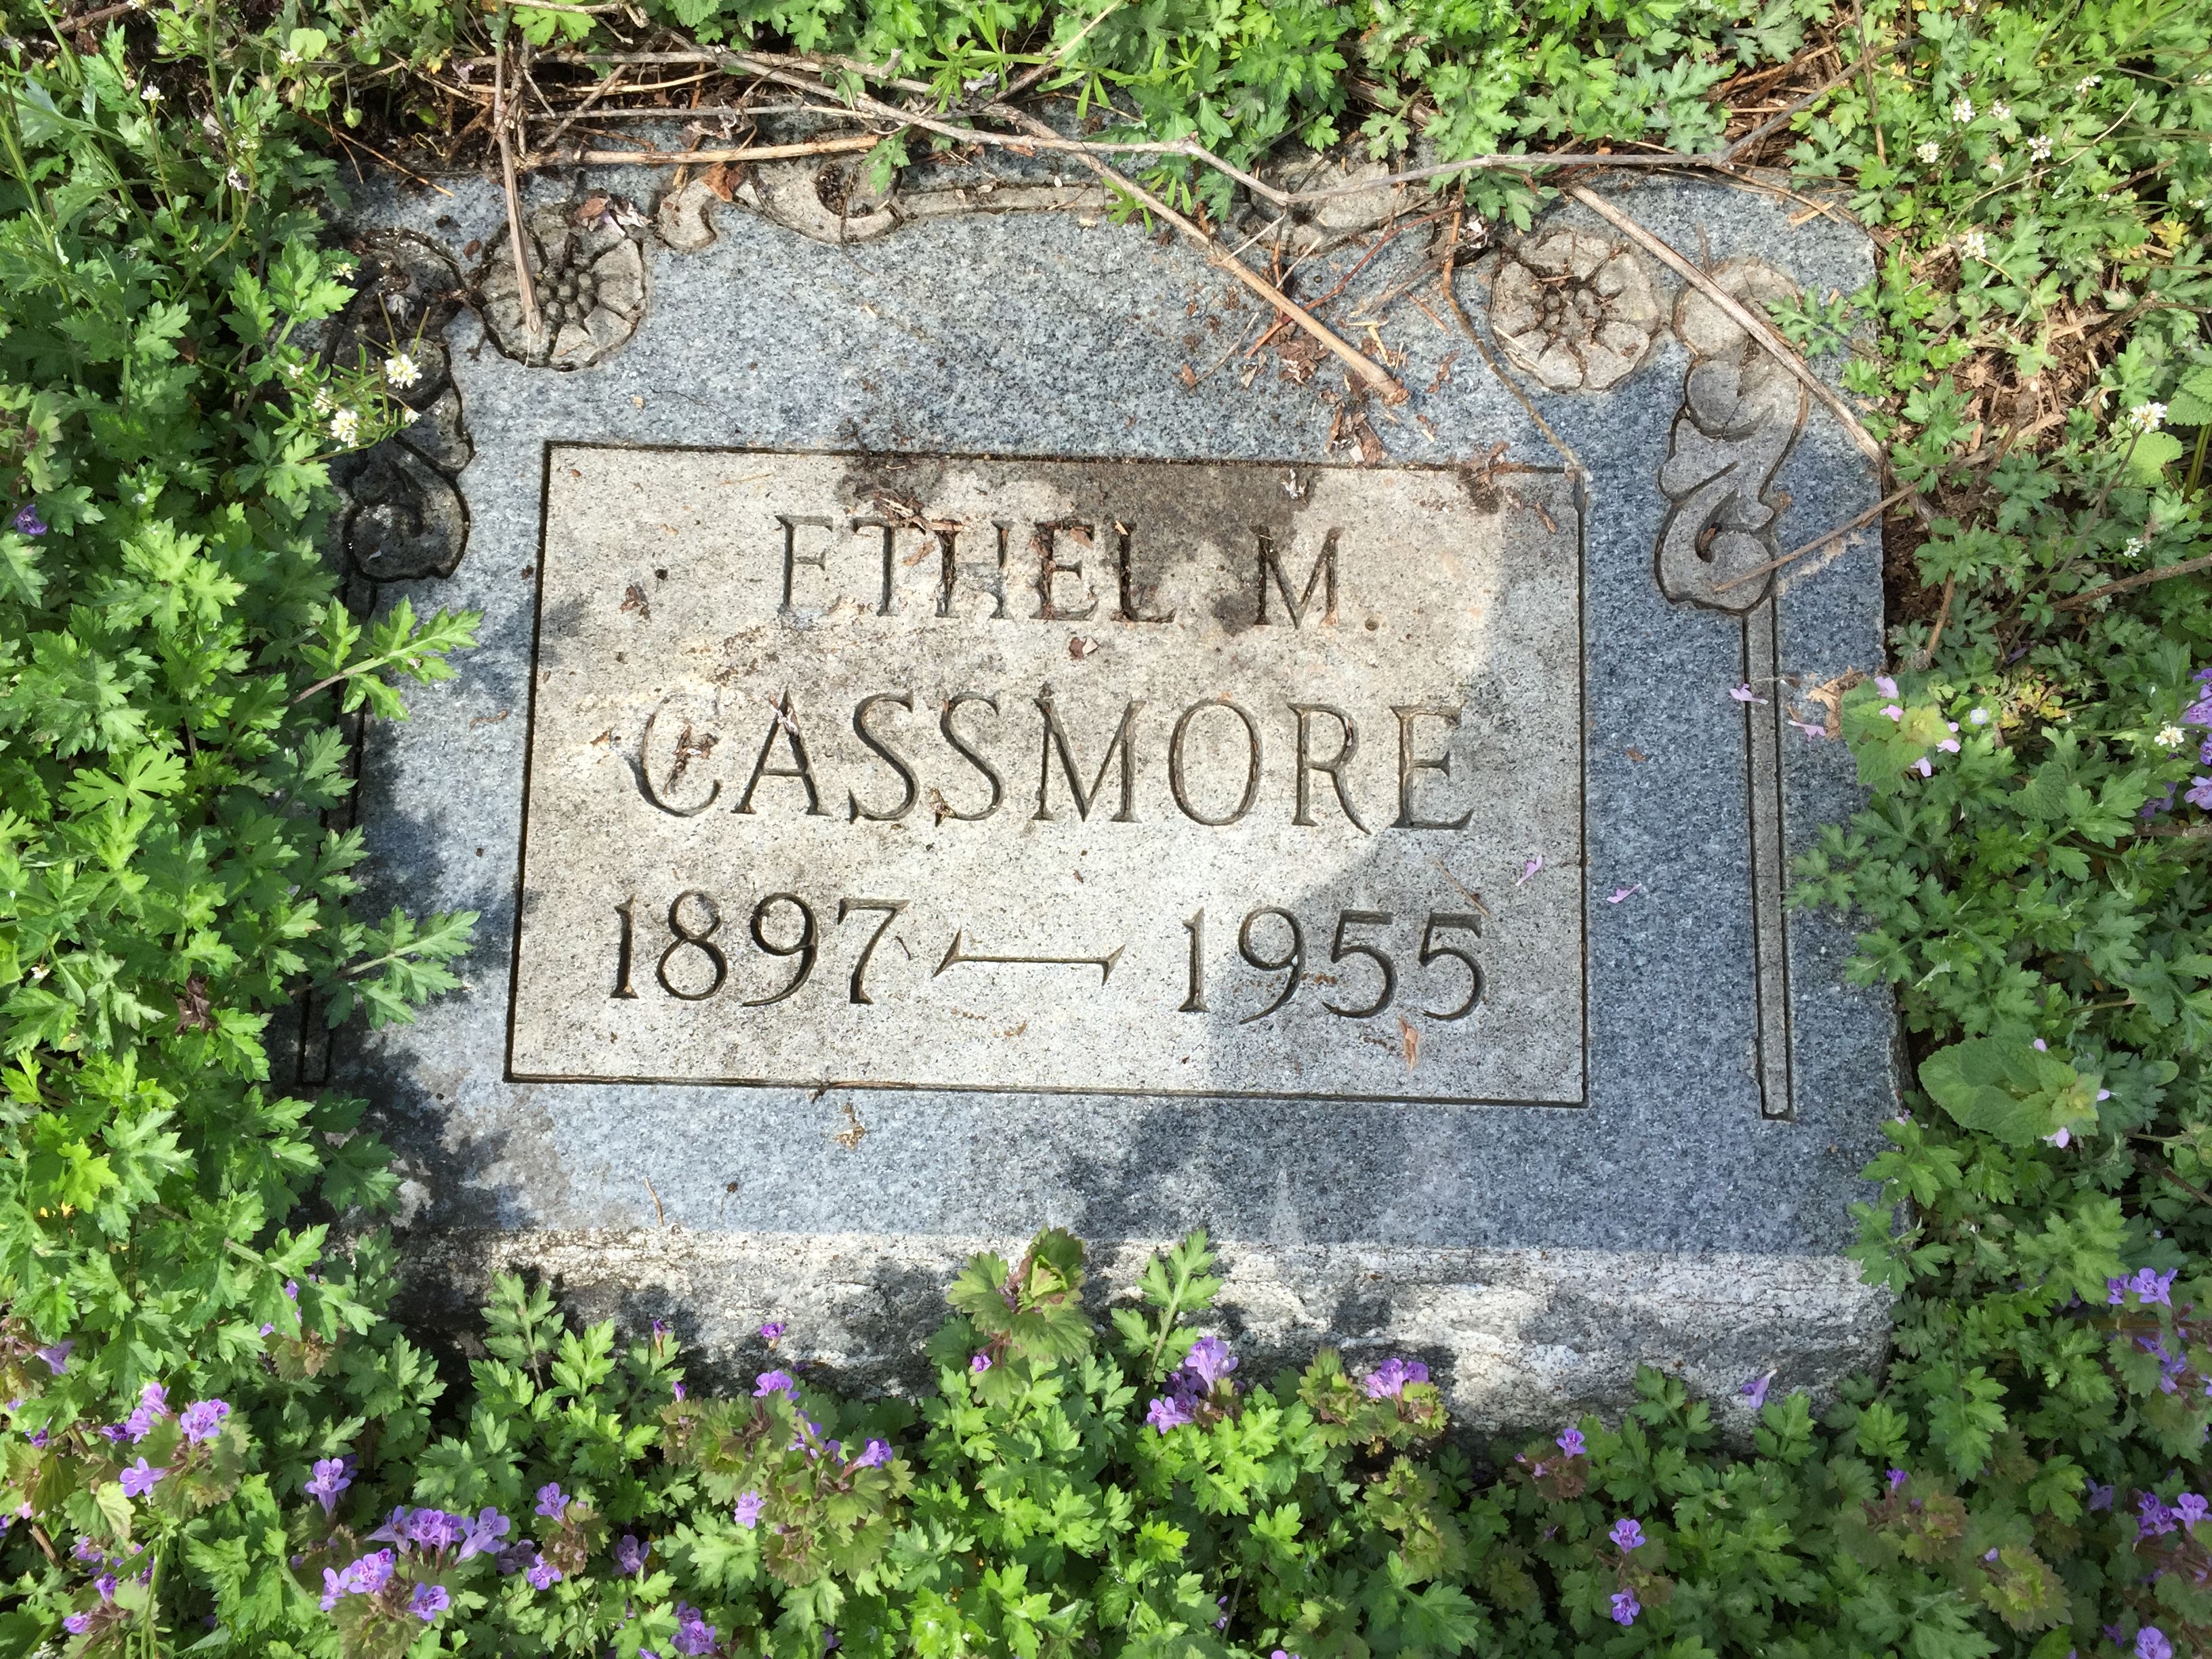 ETHEL M.
CASSMORE
1897 — 1955